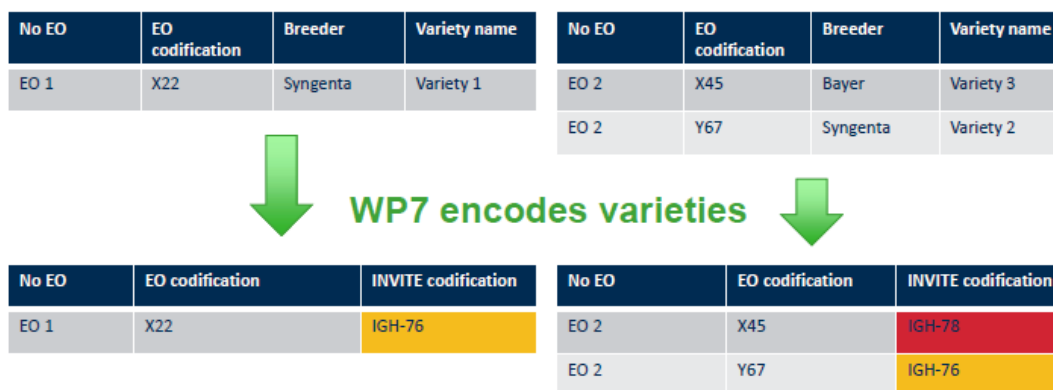 No EO EO codification Breeder Variety name
EO 1 X22 Syngenta Variety 1
No EO EO codification Breeder Variety name
EO 2 X45 Bayer Variety 3
EO 2 Y67 Syngenta Variety 2
WP7 encodes varieties
No EO EO codification INVITE codification
EO 1 X22 IGH-76
No EO EO codification INVITE codification
EO 2 X45 IGH-78
EO 2 Y67 IGH-76